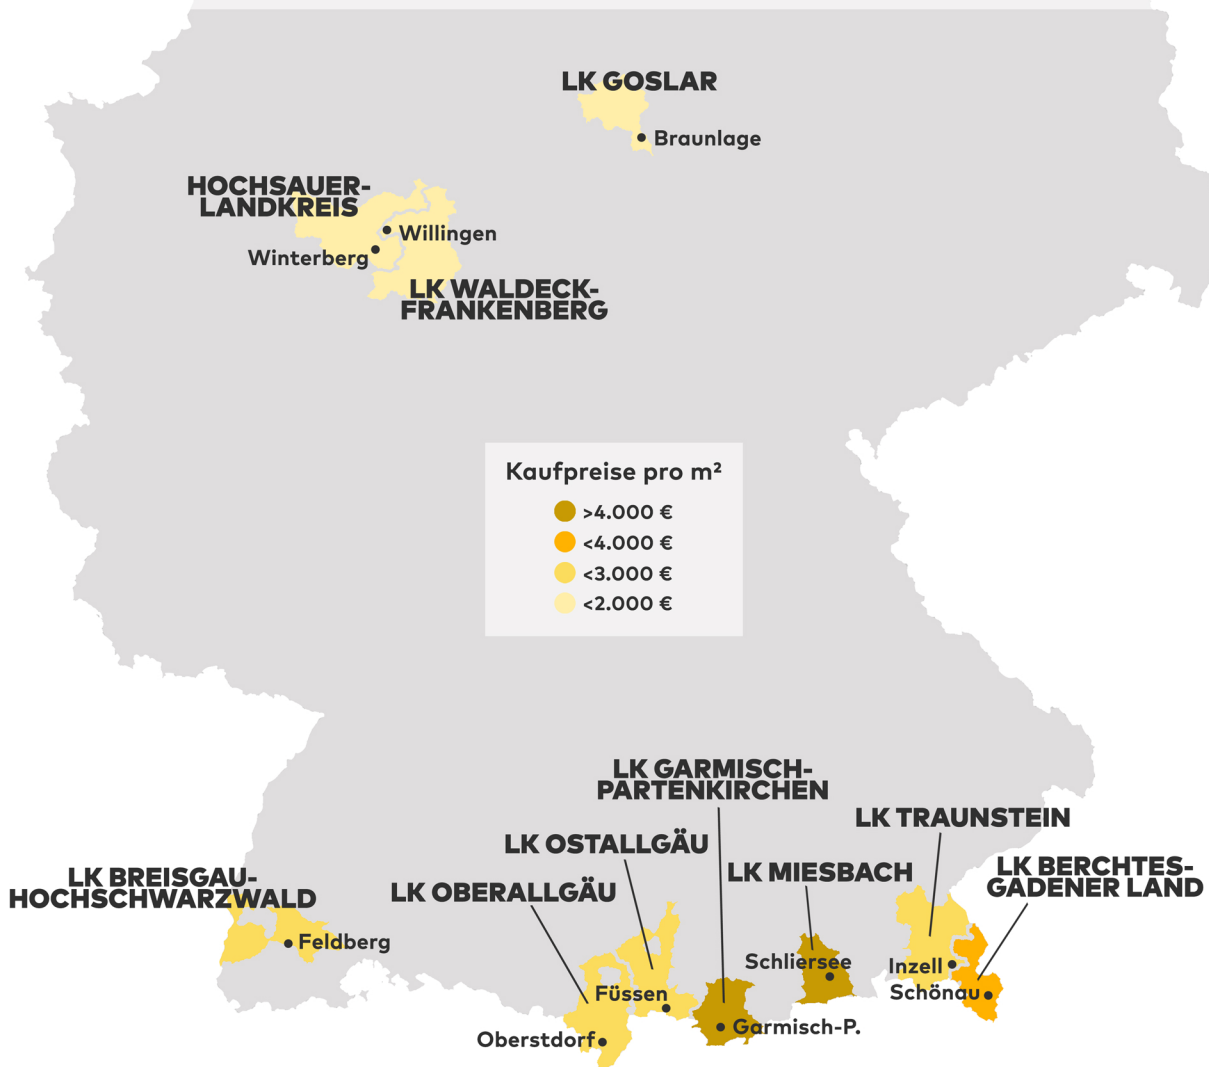 LK GOSLAR
Braunlage
HOCHSAUER-
LANDKREIS
Willingen
Winterberg
LK WALDECK-
FRANKENBERG
Kaufpreise pro m²
>4.000 €
<4.000 €
<3.000 €
<2.000 €
LK GARMISCH-
PARTENKIRCHEN
LK TRAUNSTEIN
LK OSTALLGÄU
LK MIESBACH
LK BERCHTES-
GADENER LAND
LK BREISGAU-
HOCHSCHWARZWALD
LK OBERALLGÄU
Feldberg
Schliersee
Inzell
Füssen
Schönau
Garmisch-P.
Oberstdorf